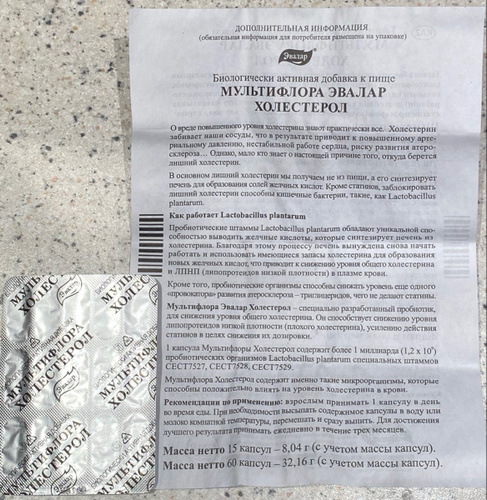 ДОПОЛНИТЕЛЬНАЯ ИНФОРМАЦИЯ
(обязательная информация для потребителя размещена на упаковке)
Эвалар
Биологически активная добавка к пище
МУЛЬТИФЛОРА ЭВАЛАР
ХОЛЕСТЕРОЛ
О вреде повышенного уровня холестерина знают практически все. Холестерин
забивает наши сосуды, что в результате приводит к повышенному артери-
альному давлению, нестабильной работе сердца, риску развития атеро-
склероза... Однако, мало кто знает о настоящей причине того, откуда берется
лишний холестерин.
В основном лишний холестерин мы получаем не из пищи, а его синтезирует
печень для образования солей желчных кислот. Кроме статинов, заблокировать
лишний холестерин способны кишечные бактерии, такие, как Lactobacillus
plantarum.
Как работает Lactobacillus plantarum
Пробиотические штаммы Lactobacillus plantarum обладают уникальной спо-
собностью выводить желчные кислоты, которые синтезирует печень из
холестерина. Благодаря этому процессу печень вынуждена снова начать
работать и использовать имеющиеся запасы холестерина для образования
новых желчных кислот, что приводит к снижению уровня общего холестерина
и ЛПНП (липопротеидов низкой плотности) в плазме крови.
Кроме того, пробиотические организмы способны снижать уровень еще одного
«провокатора» развития атеросклероза – триглицеридов, чего не делают статины.
Мультифлора Эвалар Холестерол – специально разработанный пробиотик,
для снижения уровня общего холестерина. Он способствует снижению уровня
липопротеидов низкой плотности (плохого холестерина), усилению действия
статинов в целях снижения их дозировки.
1 капсула Мультифлоры Холестерол содержит более 1 миллиарда (1,2 x 10⁹)
пробиотических организмов Lactobacillus plantarum специальных штаммов
CECT7527, CECT7528, CECT7529.
Мультифлора Холестерол содержит именно такие микроорганизмы, которые
способны положительно влиять на уровень холестерина в крови.
Рекомендации по применению: взрослым принимать 1 капсулу в день
во время еды. При необходимости высыпать содержимое капсулы в воду или
молоко комнатной температуры, перемешать и сразу выпить. Для достижения
лучшего результата принимать ежедневно в течение трех месяцев.
Масса нетто 15 капсул – 8,04 г (с учетом массы капсул).
Масса нетто 60 капсул – 32,16 г (с учетом массы капсул).
МУЛЬТИФЛОРА
ХОЛЕСТЕРОЛ
Эвалар
МУЛЬТИФЛОРА
ХОЛЕСТЕРОЛ